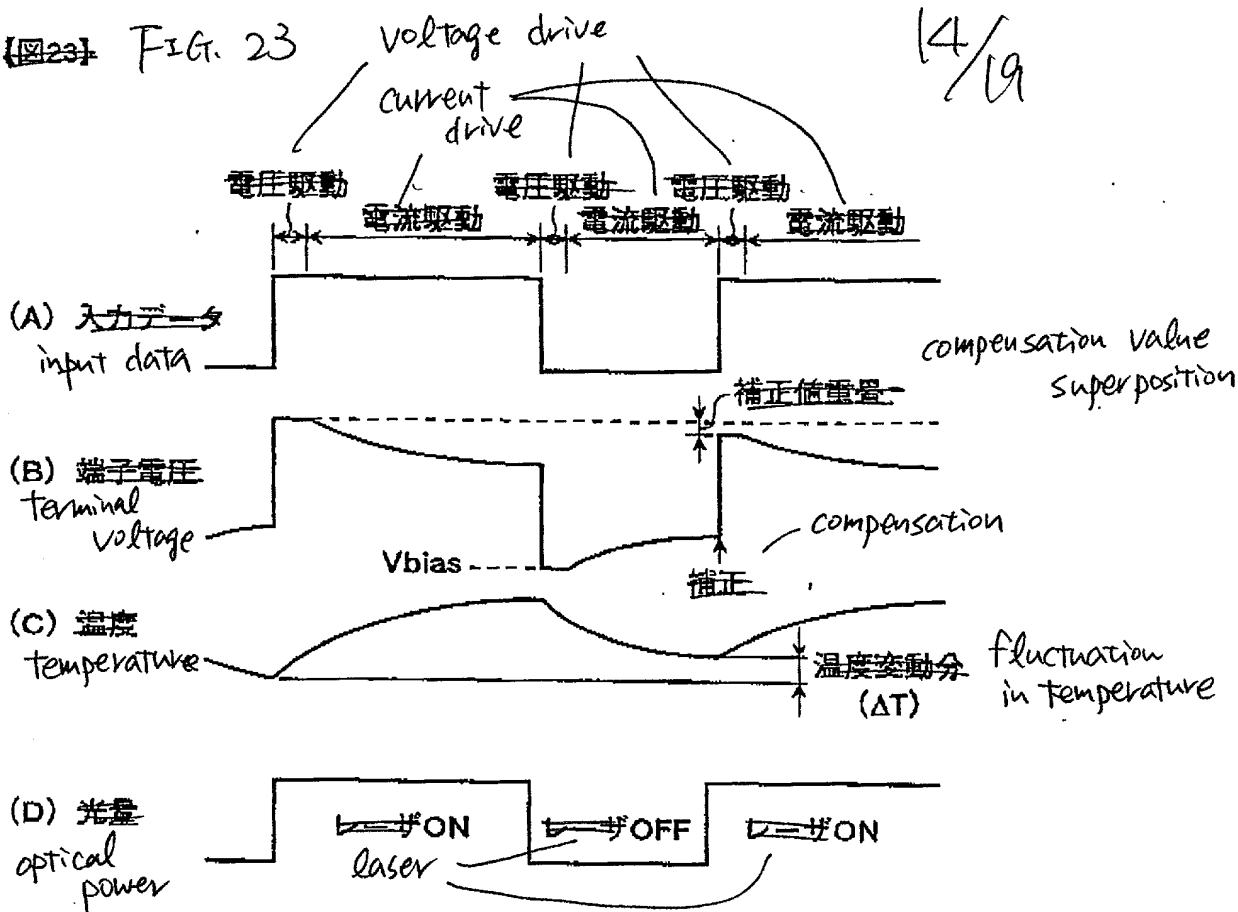 【図23】 FIG. 23
14/19
voltage drive
current
drive
電圧駆動 電圧駆動 電圧駆動
電流駆動 電流駆動 電流駆動
(A) 入力データ
input data
compensation value
superposition
補正値重畳
(B) 端子電圧
terminal
voltage
compensation
Vbias
補正
(C) 温度
temperature
温度変動分
(ΔT)
fluctuation
in temperature
(D) 光量
optical
power
レーザON レーザOFF レーザON
laser